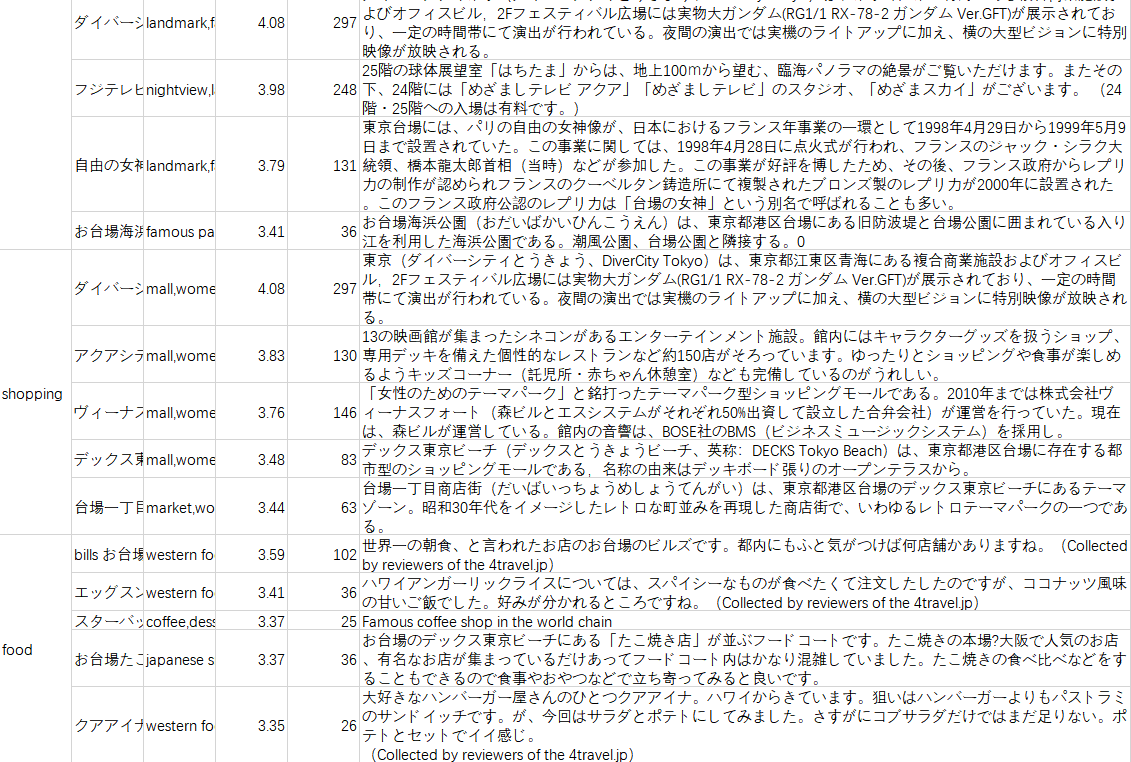 ダイバーシ landmark,f 4.08 297
よびオフィスビル，2Fフェスティバル広場には実物大ガンダム(RG1/1 RX-78-2 ガンダム Ver.GFT)が展示されてお
り、一定の時間帯にて演出が行われている。夜間の演出では実機のライトアップに加え、横の大型ビジョンに特別
映像が放映される。
フジテレビ nightview,l 3.98 248
25階の球体展望室「はちたま」からは、地上100mから望む、臨海パノラマの絶景がご覧いただけます。またその
下、24階には「めざましテレビ アクア」「めざましテレビ」のスタジオ、「めざまスカイ」がございます。（24
階・25階への入場は有料です。）
自由の女神 landmark,f 3.79 131
東京台場には、パリの自由の女神像が、日本におけるフランス年事業の一環として1998年4月29日から1999年5月9
日まで設置されていた。この事業に関しては、1998年4月28日に点火式が行われ、フランスのジャック・シラク大
統領、橋本龍太郎首相（当時）などが参加した。この事業が好評を博したため、その後、フランス政府からレプリ
カの制作が認められフランスのクーベルタン鋳造所にて複製されたブロンズ製のレプリカが2000年に設置された
。このフランス政府公認のレプリカは「台場の女神」という別名で呼ばれることも多い。
お台場海浜 famous pa 3.41 36
お台場海浜公園（おだいばかいひんこうえん）は、東京都港区台場にある旧防波堤と台場公園に囲まれている入り
江を利用した海浜公園である。潮風公園、台場公園と隣接する。0
shopping
ダイバーシ mall,wome 4.08 297
東京（ダイバーシティとうきょう、DiverCity Tokyo）は、東京都江東区青海にある複合商業施設およびオフィスビ
ル，2Fフェスティバル広場には実物大ガンダム(RG1/1 RX-78-2 ガンダム Ver.GFT)が展示されており、一定の時間
帯にて演出が行われている。夜間の演出では実機のライトアップに加え、横の大型ビジョンに特別映像が放映され
る。
アクアシテ mall,wome 3.83 130
13の映画館が集まったシネコンがあるエンターテインメント施設。館内にはキャラクターグッズを扱うショップ、
専用デッキを備えた個性的なレストランなど約150店がそろっています。ゆったりとショッピングや食事が楽しめ
るようキッズコーナー（託児所・赤ちゃん休憩室）なども完備しているのがうれしい。
ヴィーナス mall,wome 3.76 146
「女性のためのテーマパーク」と銘打ったテーマパーク型ショッピングモールである。2010年までは株式会社ヴ
ィーナスフォート（森ビルとエスシステムがそれぞれ50%出資して設立した合弁会社）が運営を行っていた。現在
は、森ビルが運営している。館内の音響は、BOSE社のBMS（ビジネスミュージックシステム）を採用し。
デックス東 mall,wome 3.48 83
デックス東京ビーチ（デックスとうきょうビーチ、英称：DECKS Tokyo Beach）は、東京都港区台場に存在する都
市型のショッピングモールである，名称の由来はデッキボード張りのオープンテラスから。
台場一丁目 market,wo 3.44 63
台場一丁目商店街（だいばいっちょうめしょうてんがい）は、東京都港区台場のデックス東京ビーチにあるテーマ
ゾーン。昭和30年代をイメージしたレトロな町並みを再現した商店街で、いわゆるレトロテーマパークの一つであ
る。
food
bills お台場 western fo 3.59 102
世界一の朝食、と言われたお店のお台場のビルズです。都内にもふと気がつけば何店舗かありますね。（Collected
by reviewers of the 4travel.jp）
エッグスン western fo 3.41 36
ハワイアンガーリックライスについては、スパイシーなものが食べたくて注文したしたのですが、ココナッツ風味
の甘いご飯でした。好みが分かれるところですね。（Collected by reviewers of the 4travel.jp）
スターバッ coffee,dess 3.37 25 Famous coffee shop in the world chain
お台場たこ japanese s 3.37 36
お台場のデックス東京ビーチにある「たこ焼き店」が並ぶフードコートです。たこ焼きの本場?大阪で人気のお店
、有名なお店が集まっているだけあってフードコート内はかなり混雑していました。たこ焼きの食べ比べなどをす
ることもできるので食事やおやつなどで立ち寄ってみると良いです。
クアアイナ western fo 3.35 26
大好きなハンバーガー屋さんのひとつクアアイナ。ハワイからきています。狙いはハンバーガーよりもパストラミ
のサンドイッチです。が、今回はサラダとポテトにしてみました。さすがにコブサラダだけではまだ足りない。ポ
テトとセットでイイ感じ。
（Collected by reviewers of the 4travel.jp）